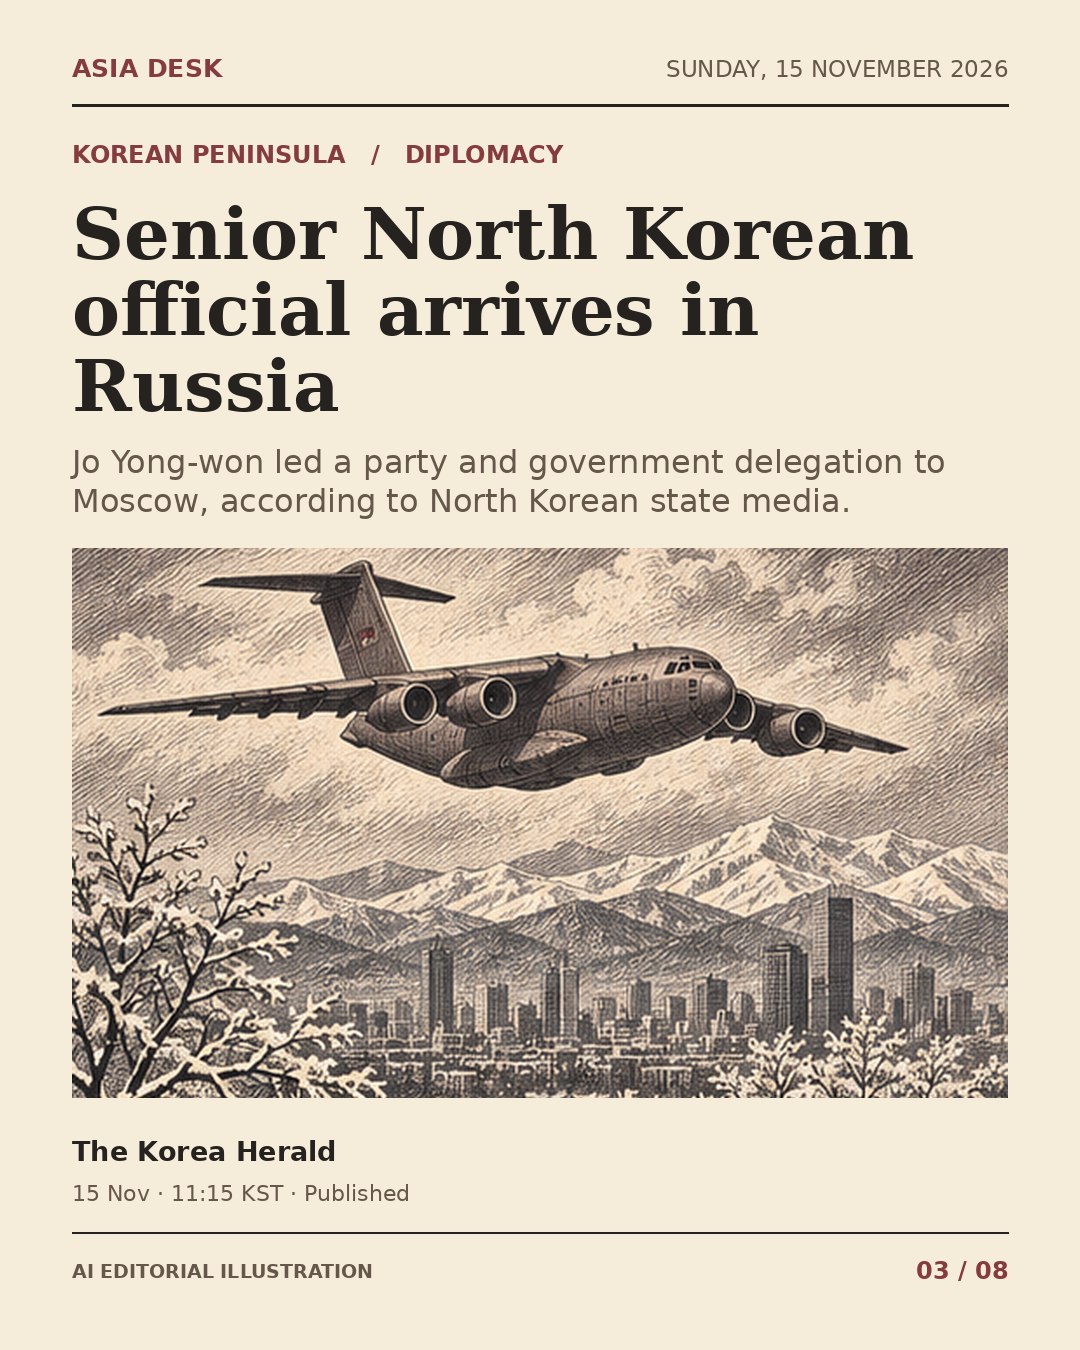 ASIA DESK
SUNDAY, 15 NOVEMBER 2026
KOREAN PENINSULA / DIPLOMACY
Senior North Korean
official arrives in
Russia
Jo Yong-won led a party and government delegation to
Moscow, according to North Korean state media.
The Korea Herald
15 Nov · 11:15 KST · Published
AI EDITORIAL ILLUSTRATION
03 / 08